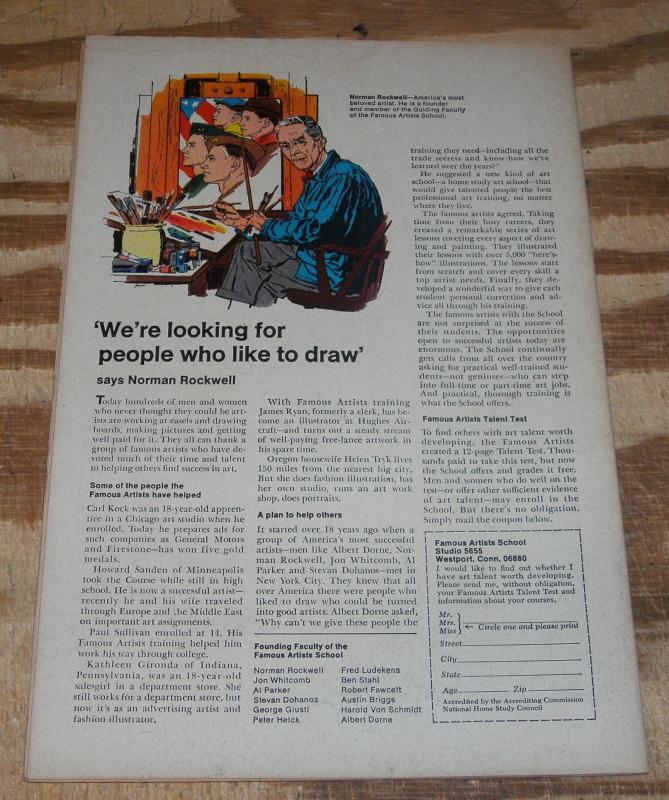 Norman Rockwell—America's most
beloved artist. He is a founder
and member of the Guiding Faculty
of the Famous Artists School.
'We're looking for
people who like to draw'
says Norman Rockwell
Today hundreds of men and women
who never thought they could be art-
ists are working at easels and drawing
boards, making pictures and getting
well paid for it. They all can thank a
group of famous artists who have de-
voted much of their time and talent
to helping others find success in art.
Some of the people the
Famous Artists have helped
Carl Kock was an 18-year-old appren-
tice in a Chicago art studio when he
enrolled. Today he prepares ads for
such companies as General Motors
and Firestone—has won five gold
medals.
Howard Sanden of Minneapolis
took the Course while still in high
school. He is now a successful artist—
recently he and his wife traveled
through Europe and the Middle East
on important art assignments.
Paul Sullivan enrolled at 14. His
Famous Artists training helped him
work his way through college.
Kathleen Gironda of Indiana,
Pennsylvania, was an 18-year-old
salesgirl in a department store. She
still works for a department store, but
now it's as an advertising artist and
fashion illustrator.
With Famous Artists training
James Ryan, formerly a clerk, has be-
come an illustrator at Hughes Air-
craft—and turns out a steady stream
of well-paying free-lance artwork in
his spare time.
Oregon housewife Helen Tryk lives
150 miles from the nearest big city.
But she does fashion illustration, has
her own studio, runs an art work
shop, does portraits.
A plan to help others
It started over 18 years ago when a
group of America's most successful
artists—men like Albert Dorne, Nor-
man Rockwell, Jon Whitcomb, Al
Parker and Stevan Dohanos—met in
New York City. They knew that all
over America there were people who
liked to draw who could be turned
into good artists. Albert Dorne asked,
"Why can't we give these people the
Founding Faculty of the
Famous Artists School
Norman Rockwell
Jon Whitcomb
Al Parker
Stevan Dohanos
George Giusti
Peter Helck
Fred Ludekens
Ben Stahl
Robert Fawcett
Austin Briggs
Harold Von Schmidt
Albert Dorne
training they need—including all the
trade secrets and know-how we've
learned over the years?"
He suggested a new kind of art
school—a home study art school—that
would give talented people the best
professional art training, no matter
where they live.
The famous artists agreed. Taking
time from their busy careers, they
created a remarkable series of art
lessons covering every aspect of draw-
ing and painting. They illustrated
their lessons with over 5,000 "here's-
how" illustrations. The lessons start
from scratch and cover every skill a
top artist needs. Finally, they de-
veloped a wonderful way to give each
student personal correction and ad-
vice all through his training.
The famous artists with the School
are not surprised at the success of
their students. The opportunities
open to successful artists today are
enormous. The School continually
gets calls from all over the country
asking for practical well-trained stu-
dents—not geniuses—who can step
into full-time or part-time art jobs.
And practical, thorough training is
what the School offers.
Famous Artists Talent Test
To find others with art talent worth
developing, the Famous Artists
created a 12-page Talent Test. Thou-
sands paid to take this test, but now
the School offers and grades it free.
Men and women who do well on the
test—or offer other sufficient evidence
of art talent—may enroll in the
School. But there's no obligation.
Simply mail the coupon below.
Famous Artists School
Studio 5655
Westport, Conn. 06880
I would like to find out whether I
have art talent worth developing.
Please send me, without obligation,
your Famous Artists Talent Test and
information about your courses.
Mr.
Mrs.
Miss
← Circle one and please print
Street
City
State
Age Zip
Accredited by the Accrediting Commission
National Home Study Council